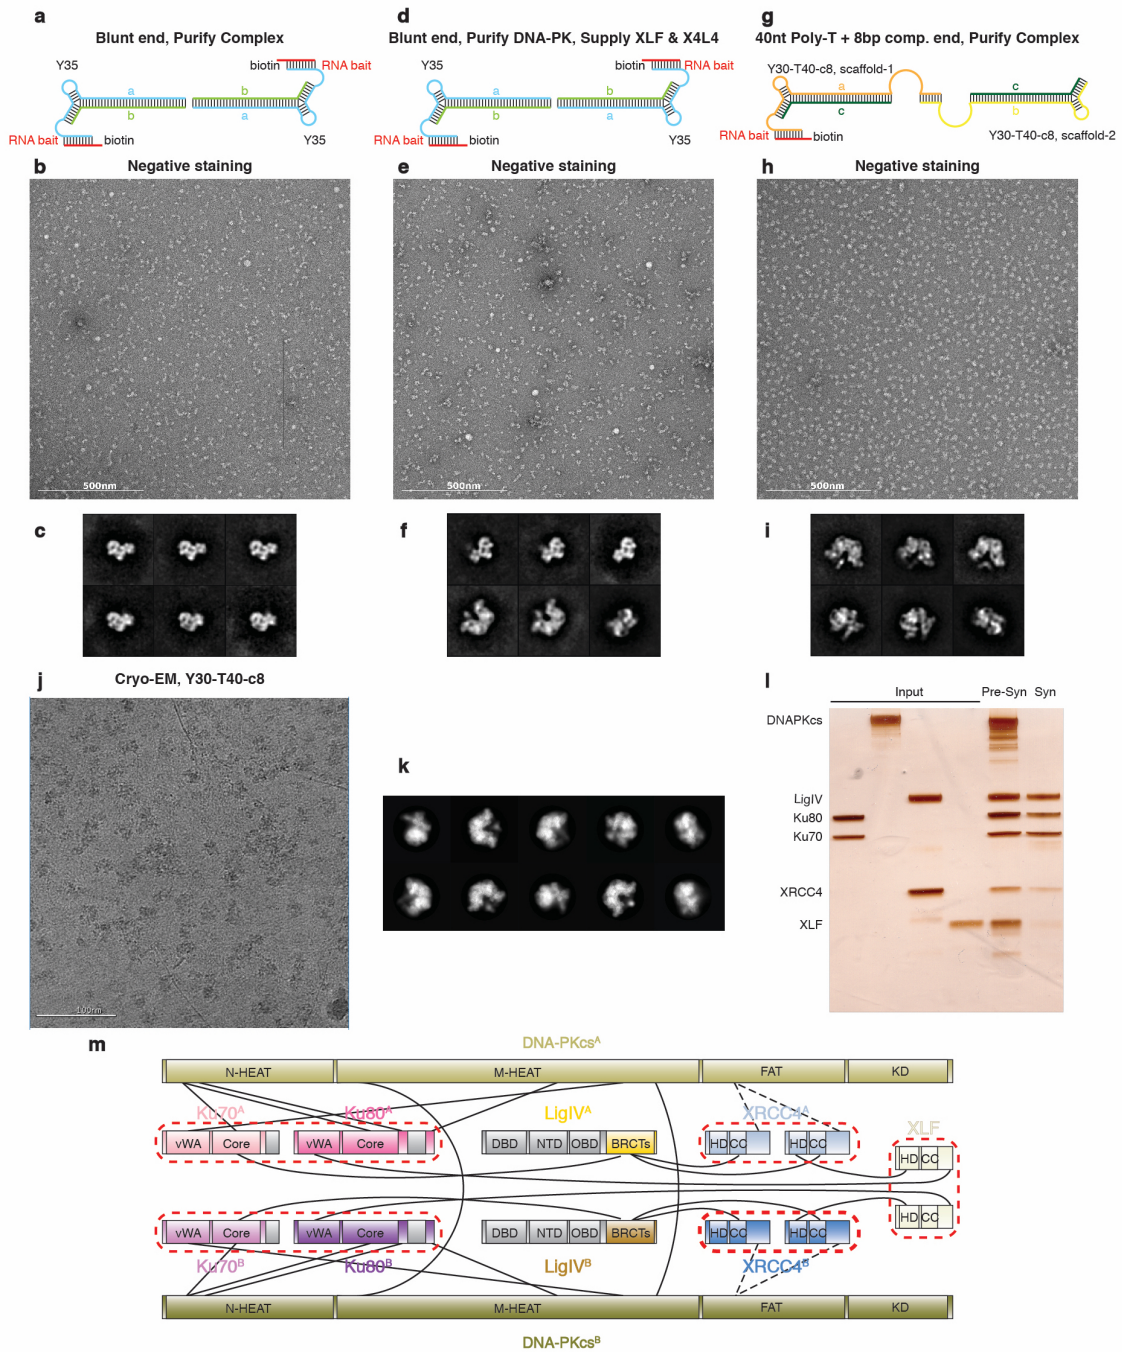 a
Blunt end, Purify Complex
Y35
biotin
RNA bait
a
b
b
a
RNA bait
biotin
Y35
b
Negative staining
500nm
c
d
Blunt end, Purify DNA-PK, Supply XLF & X4L4
Y35
biotin
RNA bait
a
b
b
a
RNA bait
biotin
Y35
e
Negative staining
500nm
f
g
40nt Poly-T + 8bp comp. end, Purify Complex
Y30-T40-c8, scaffold-1
a
c
c
b
RNA bait
biotin
Y30-T40-c8, scaffold-2
h
Negative staining
500nm
i
j
Cryo-EM, Y30-T40-c8
100nm
k
l
Input
Pre-Syn
Syn
DNAPKcs
LigIV
Ku80
Ku70
XRCC4
XLF
m
DNA-PKcsA
N-HEAT
M-HEAT
FAT
KD
Ku70A
Ku80A
LigIVA
XRCC4A
XLF
vWA
Core
vWA
Core
DBD
NTD
OBD
BRCTs
HD
CC
HD
CC
HD
CC
vWA
Core
vWA
Core
DBD
NTD
OBD
BRCTs
HD
CC
HD
CC
HD
CC
Ku70B
Ku80B
LigIVB
XRCC4B
N-HEAT
M-HEAT
FAT
KD
DNA-PKcsB